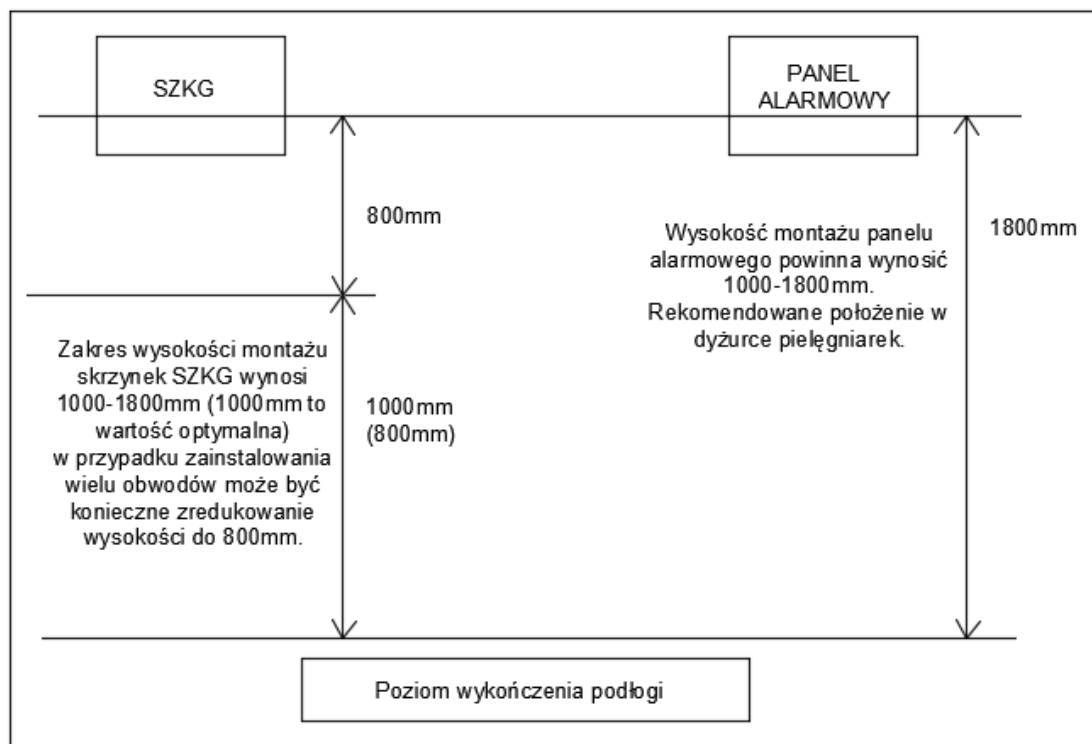 SZKG
PANEL
ALARMOWY
800mm
1800mm
Wysokość montażu panelu
alarmowego powinna wynosić
1000-1800mm.
Rekomendowane położenie w
dyżurce pielęgniarek.
Zakres wysokości montażu
skrzynek SZKG wynosi
1000-1800mm (1000mm to
wartość optymalna)
w przypadku zainstalowania
wielu obwodów może być
konieczne zredukowanie
wysokości do 800mm.
1000mm
(800mm)
Poziom wykończenia podłogi